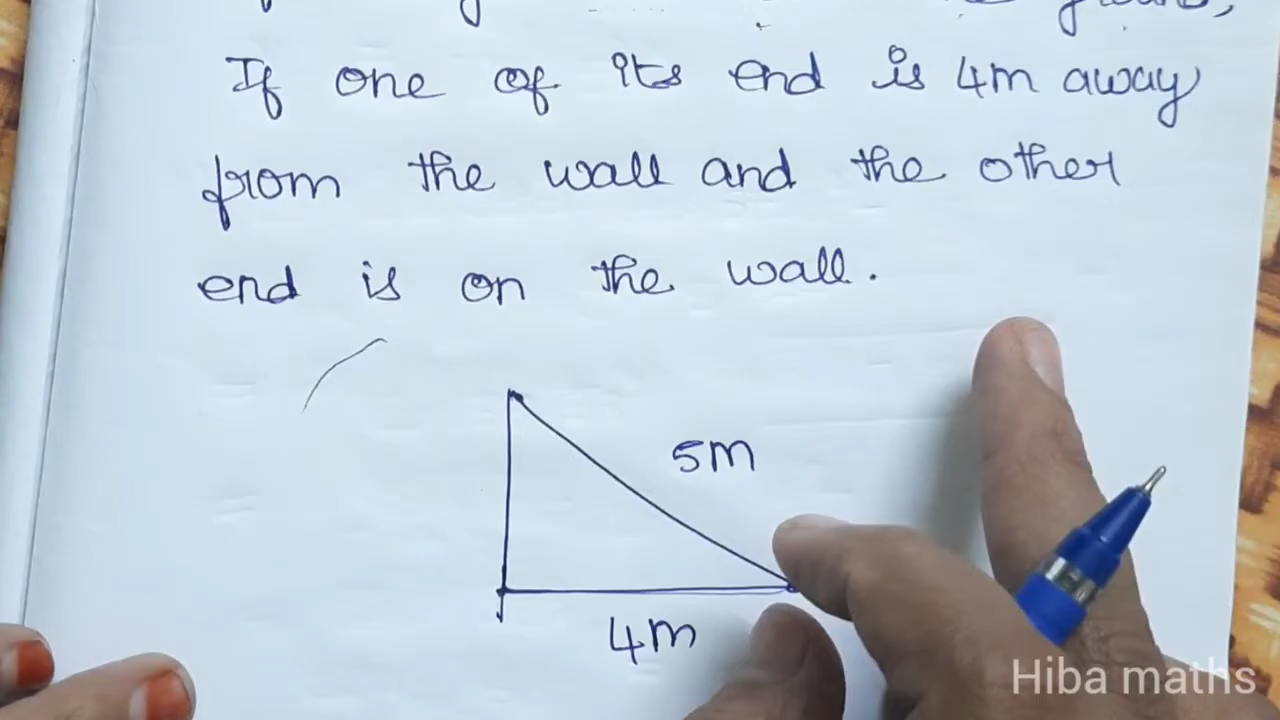 If one of its end is 4m away
from the wall and the other
end is on the wall.
5m
4m
Hiba maths